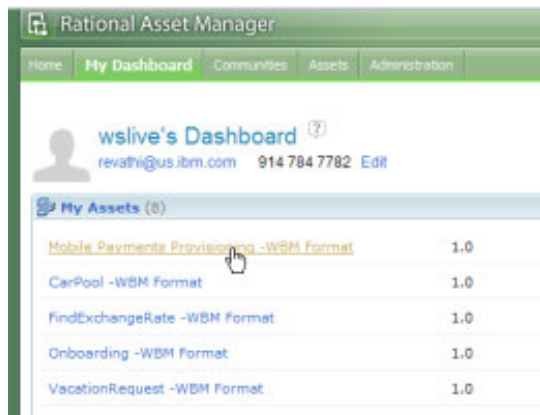 Rational Asset Manager
Home My Dashboard Communities Assets Administration
wslive's Dashboard ?
revathi@us.ibm.com 914 784 7782 Edit
My Assets (8)
Mobile Payments Provisioning -WBM Format 1.0
CarPool -WBM Format 1.0
FindExchangeRate -WBM Format 1.0
Onboarding -WBM Format 1.0
VacationRequest -WBM Format 1.0